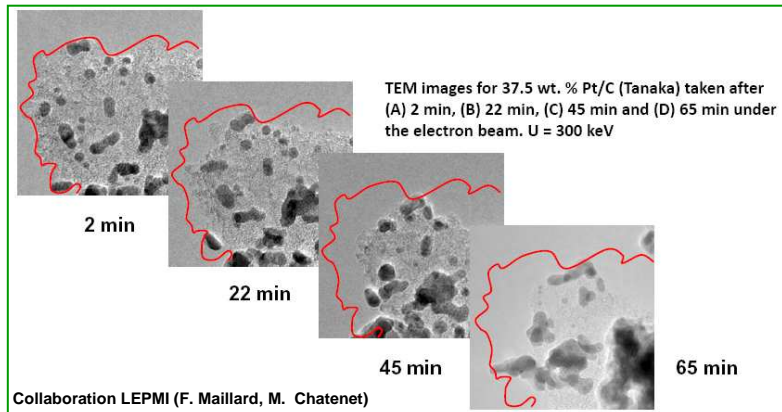 TEM images for 37.5 wt. % Pt/C (Tanaka) taken after
(A) 2 min, (B) 22 min, (C) 45 min and (D) 65 min under
the electron beam. U = 300 keV
2 min
22 min
45 min
65 min
Collaboration LEPMI (F. Maillard, M. Chatenet)